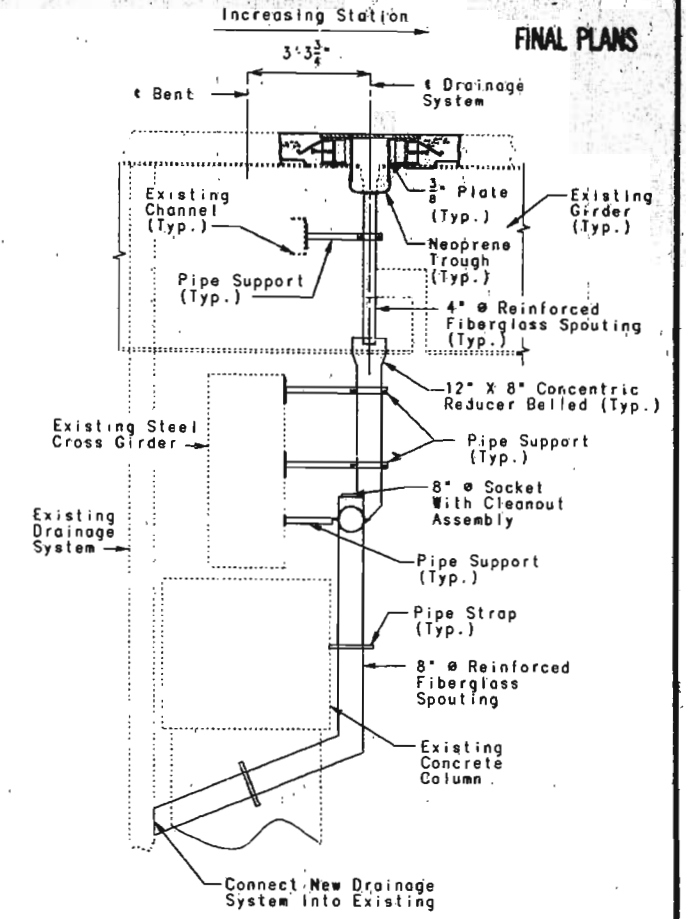 Increasing Station
FINAL PLANS
3'-3 3/4"
℄ Bent
℄ Drainage
System
Existing
Channel
(Typ.)
3/8" Plate
(Typ.)
Existing
Girder
(Typ.)
Neoprene
Trough
(Typ.)
Pipe Support
(Typ.)
4" ø Reinforced
Fiberglass Spouting
(Typ.)
12" X 8" Concentric
Reducer Belled (Typ.)
Existing Steel
Cross Girder
Pipe Support
(Typ.)
8" ø Socket
With Cleanout
Assembly
Existing
Drainage
System
Pipe Support
(Typ.)
Pipe Strap
(Typ.)
8" ø Reinforced
Fiberglass
Spouting
Existing
Concrete
Column
Connect New Drainage
System Into Existing